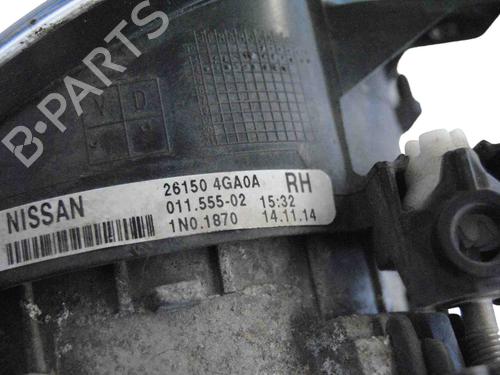 B·PARTS
V D
NISSAN
26150 4GA0A RH
011.555-02 15:32
1N0.1870 14.11.14